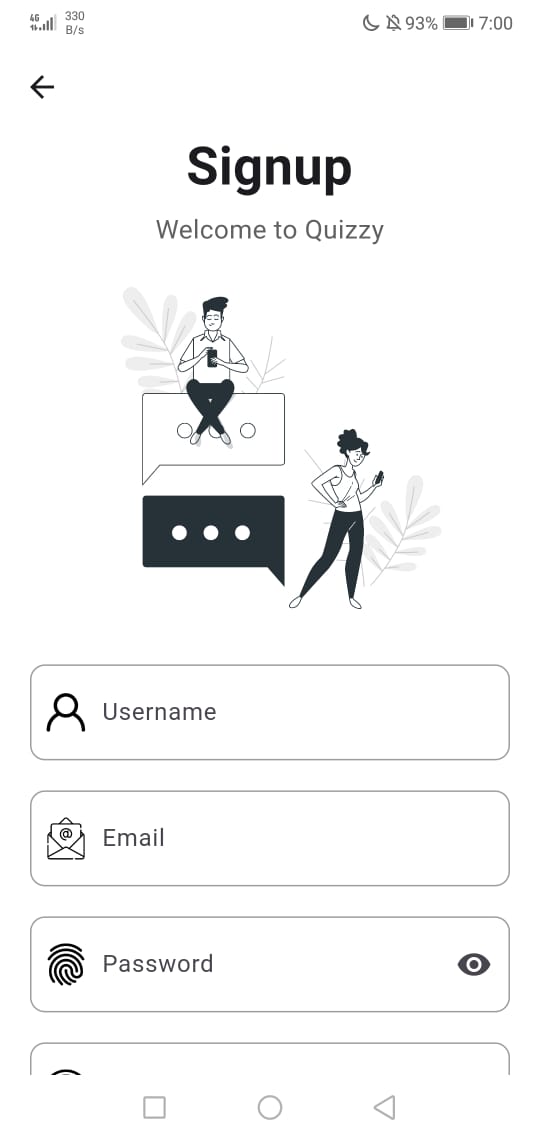 4G 330 B/s 93% 7:00
Signup
Welcome to Quizzy
Username
@
Email
Password